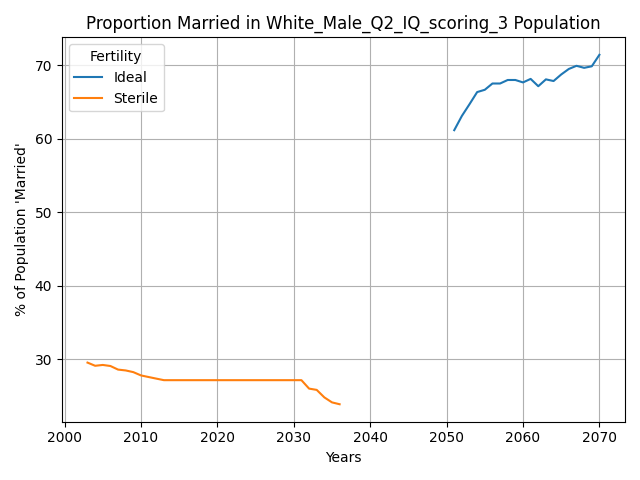 Proportion Married in White_Male_Q2_IQ_scoring_3 Population
% of Population 'Married'
Fertility
Ideal
Sterile
70
60
50
40
30
2000 2010 2020 2030 2040 2050 2060 2070
Years